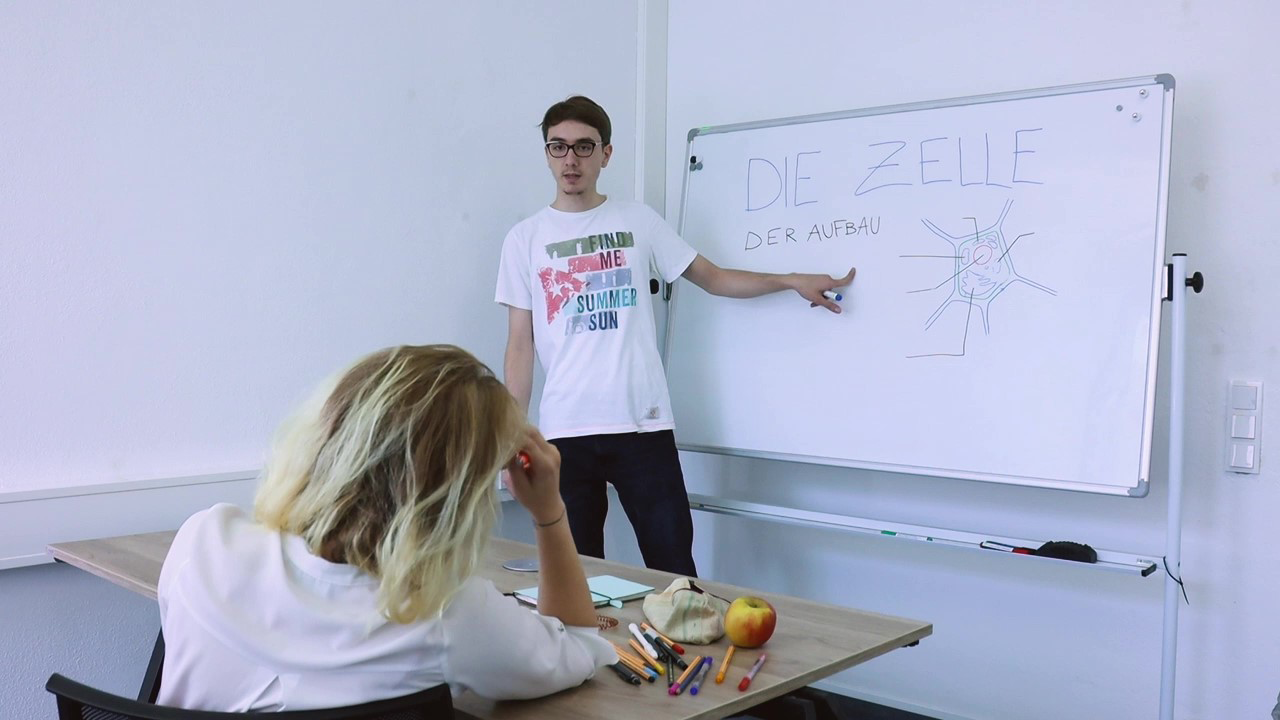 DIE ZELLE
DER AUFBAU
FIND
ME
SUMMER
SUN